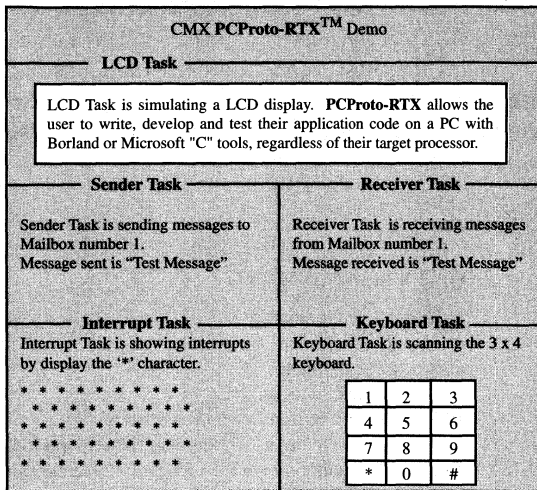 CMX PCProto-RTX™ Demo
LCD Task
LCD Task is simulating a LCD display. PCProto-RTX allows the
user to write, develop and test their application code on a PC with
Borland or Microsoft "C" tools, regardless of their target processor.
Sender Task
Sender Task is sending messages to
Mailbox number 1.
Message sent is “Test Message”
Receiver Task
Receiver Task is receiving messages
from Mailbox number 1.
Message received is “Test Message”
Interrupt Task
Interrupt Task is showing interrupts
by display the ‘*’ character.
* * * * * * * * *
* * * * * * * * *
* * * * * * * * *
* * * * * * * * *
* * * * * * * * *
Keyboard Task
Keyboard Task is scanning the 3 x 4
keyboard.
1 2 3
4 5 6
7 8 9
* 0 #